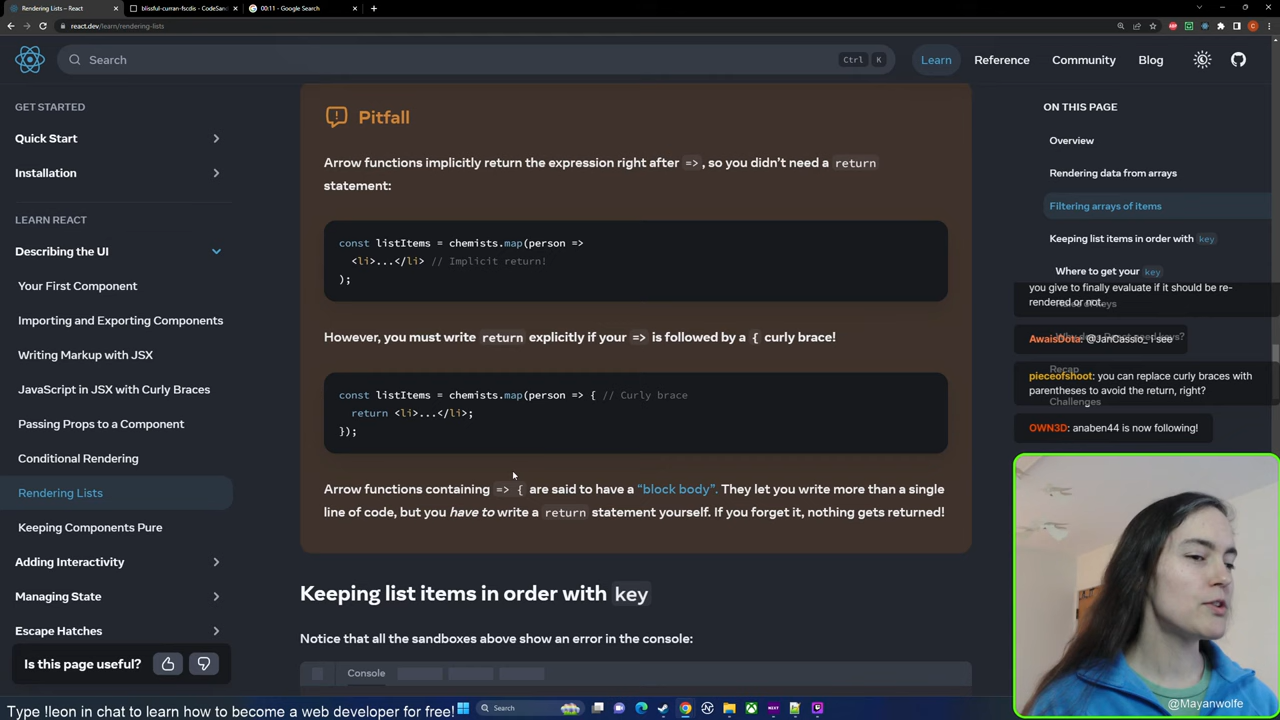 Rendering Lists – React
blissful-curran-fscdis - CodeSan
00:11 - Google Search
react.dev/learn/rendering-lists
Search
Ctrl K
Learn
Reference
Community
Blog
GET STARTED
Quick Start
Installation
LEARN REACT
Describing the UI
Your First Component
Importing and Exporting Components
Writing Markup with JSX
JavaScript in JSX with Curly Braces
Passing Props to a Component
Conditional Rendering
Rendering Lists
Keeping Components Pure
Adding Interactivity
Managing State
Escape Hatches
Is this page useful?
Pitfall
Arrow functions implicitly return the expression right after =>, so you didn’t need a return
statement:
const listItems = chemists.map(person =>
<li>...</li> // Implicit return!
);
However, you must write return explicitly if your => is followed by a { curly brace!
const listItems = chemists.map(person => { // Curly brace
return <li>...</li>;
});
Arrow functions containing => { are said to have a “block body”. They let you write more than a single
line of code, but you have to write a return statement yourself. If you forget it, nothing gets returned!
Keeping list items in order with key
Notice that all the sandboxes above show an error in the console:
Console
ON THIS PAGE
Overview
Rendering data from arrays
Filtering arrays of items
Keeping list items in order with key
Where to get your key
you give to finally evaluate if it should be re-
rendered or not.
Rules of keys
Why does React need keys?
AwaisDota: @JanCassio, i see
Recap
pieceofshoot: you can replace curly braces with
parentheses to avoid the return, right?
Challenges
OWN3D: anaben44 is now following!
@Mayanwolfe
Type !leon in chat to learn how to become a web developer for free!
Search